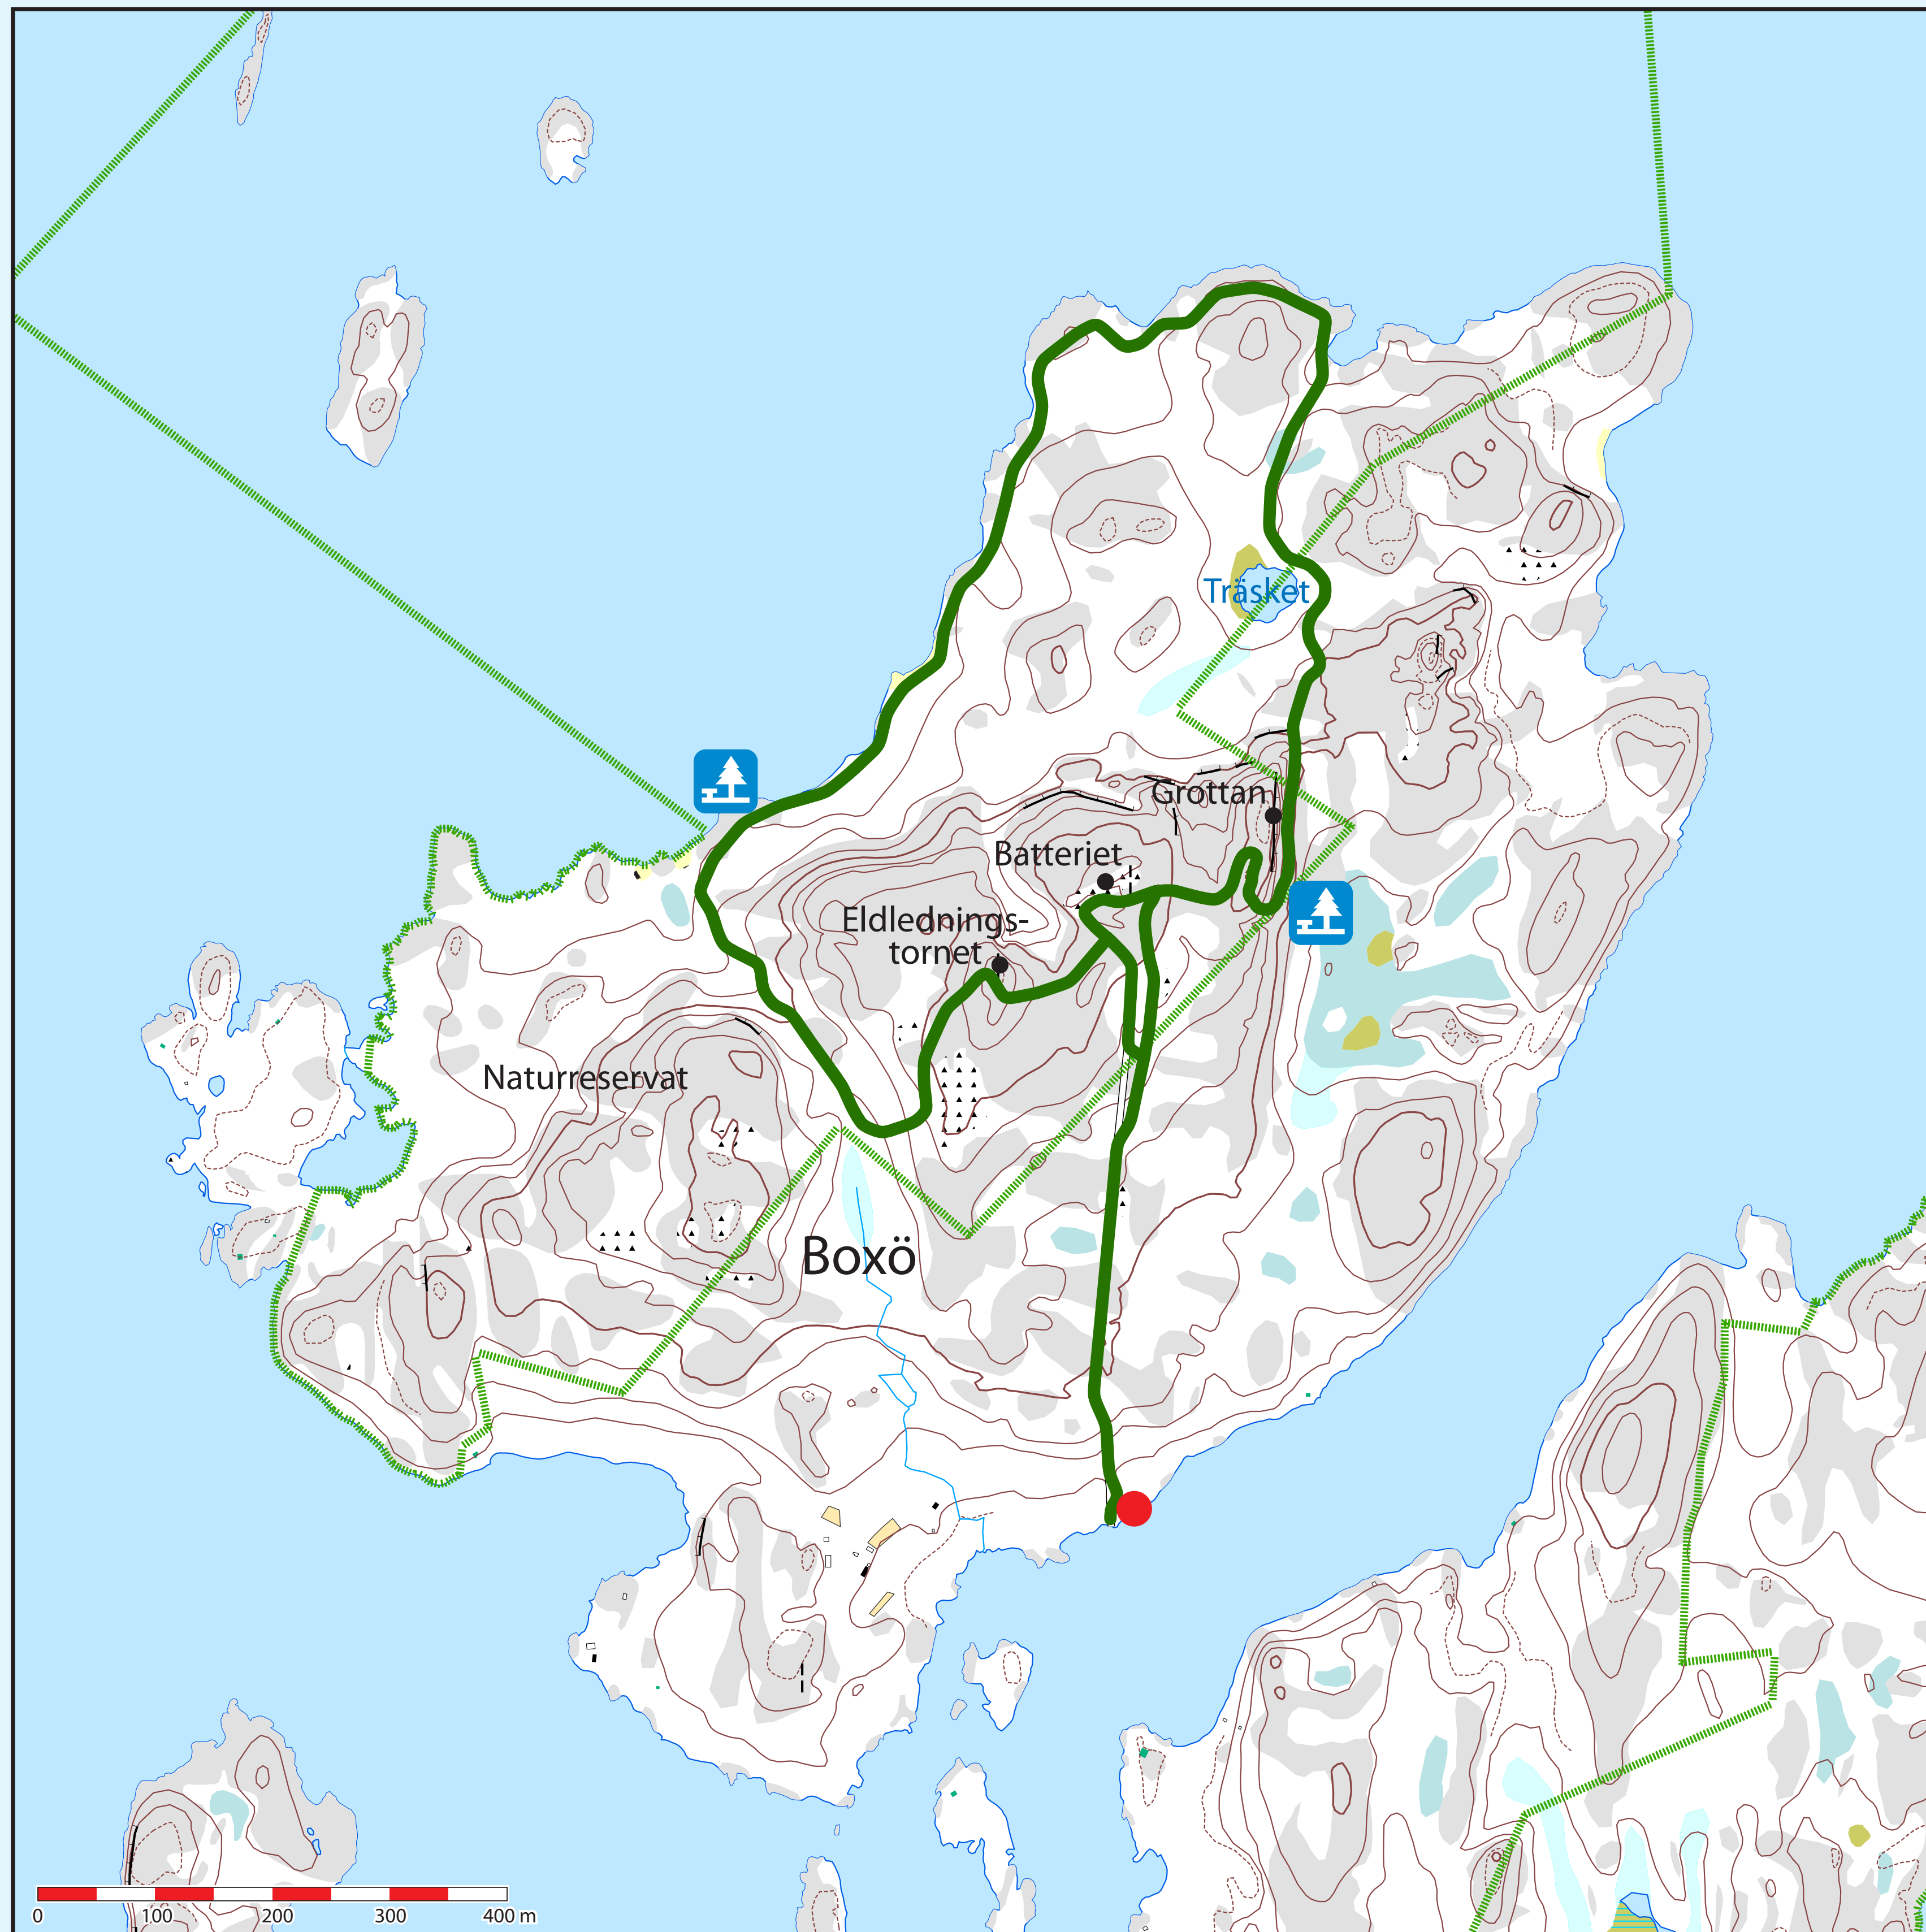 Träsket
Grottan
Batteriet
Eldlednings-
tornet
Naturreservat
Boxö
0 100 200 300 400 m